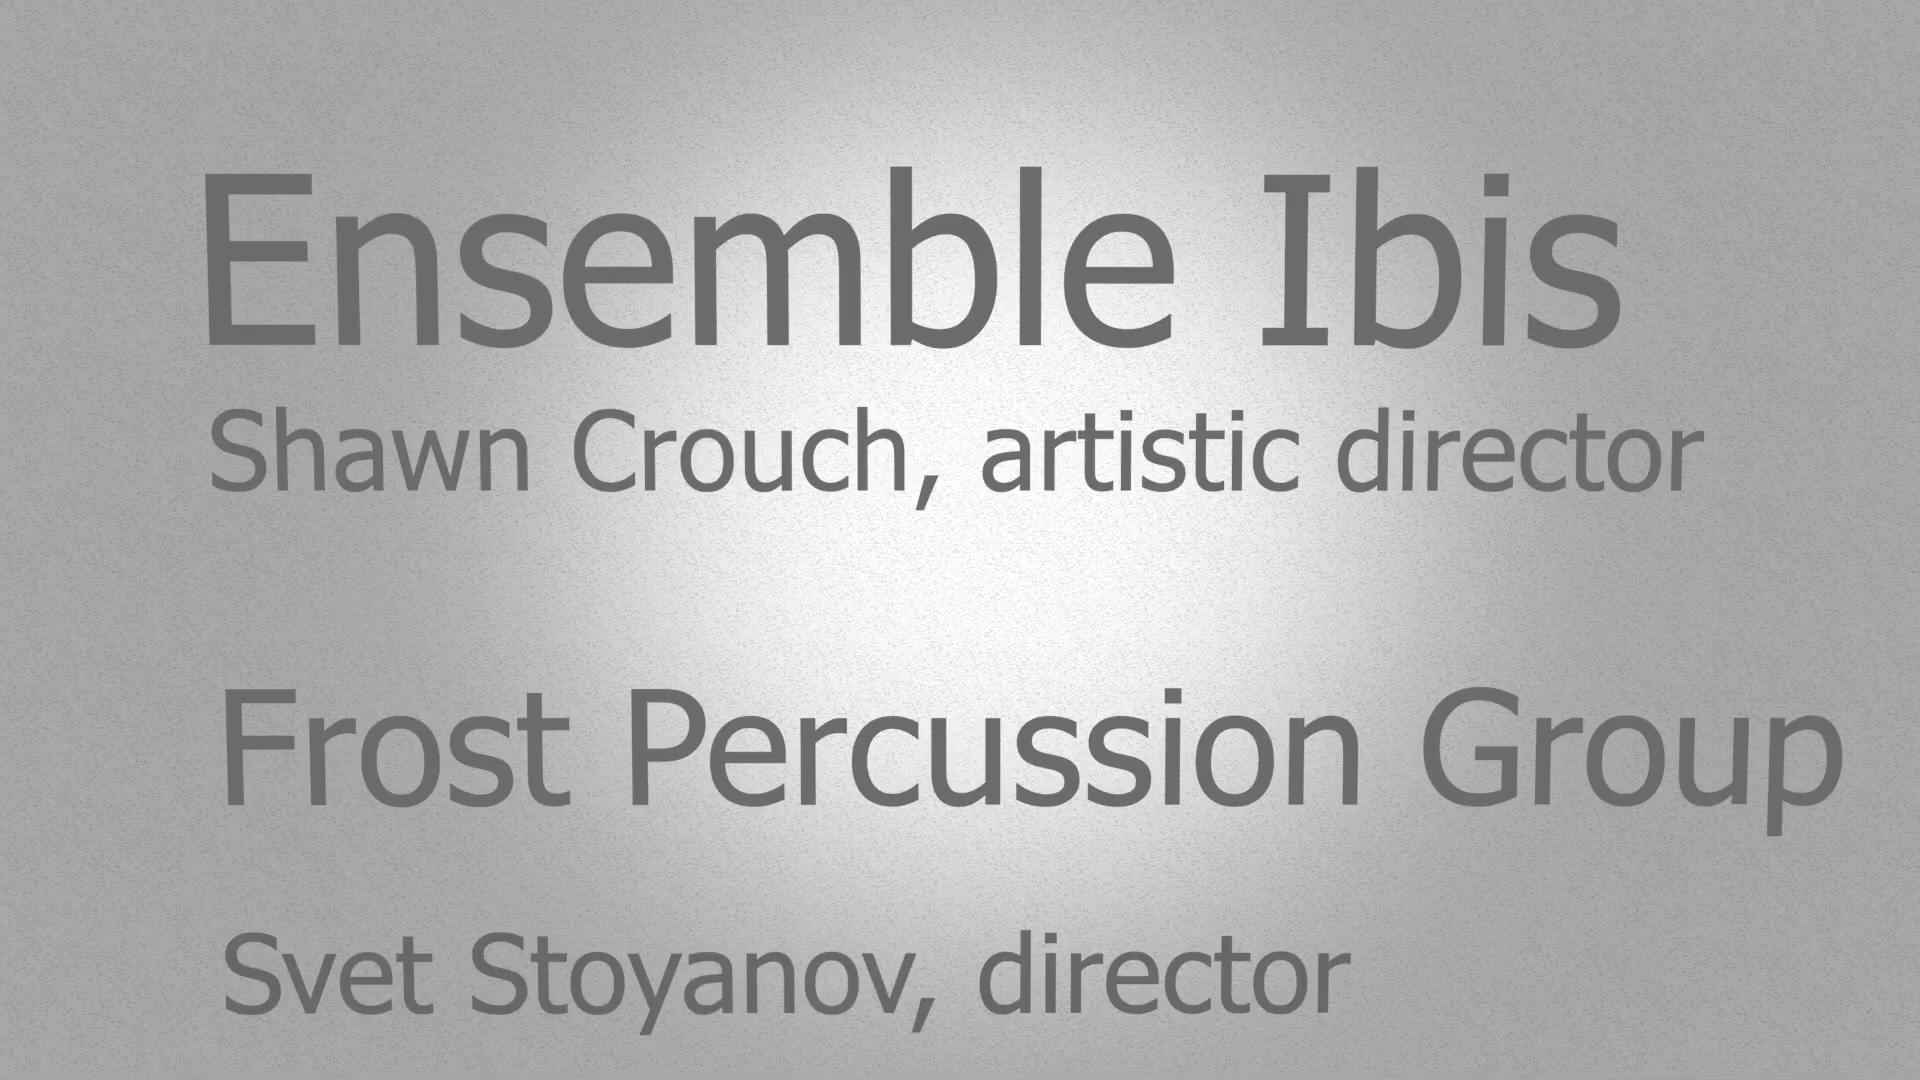 Ensemble Ibis
Shawn Crouch, artistic director
Frost Percussion Group
Svet Stoyanov, director